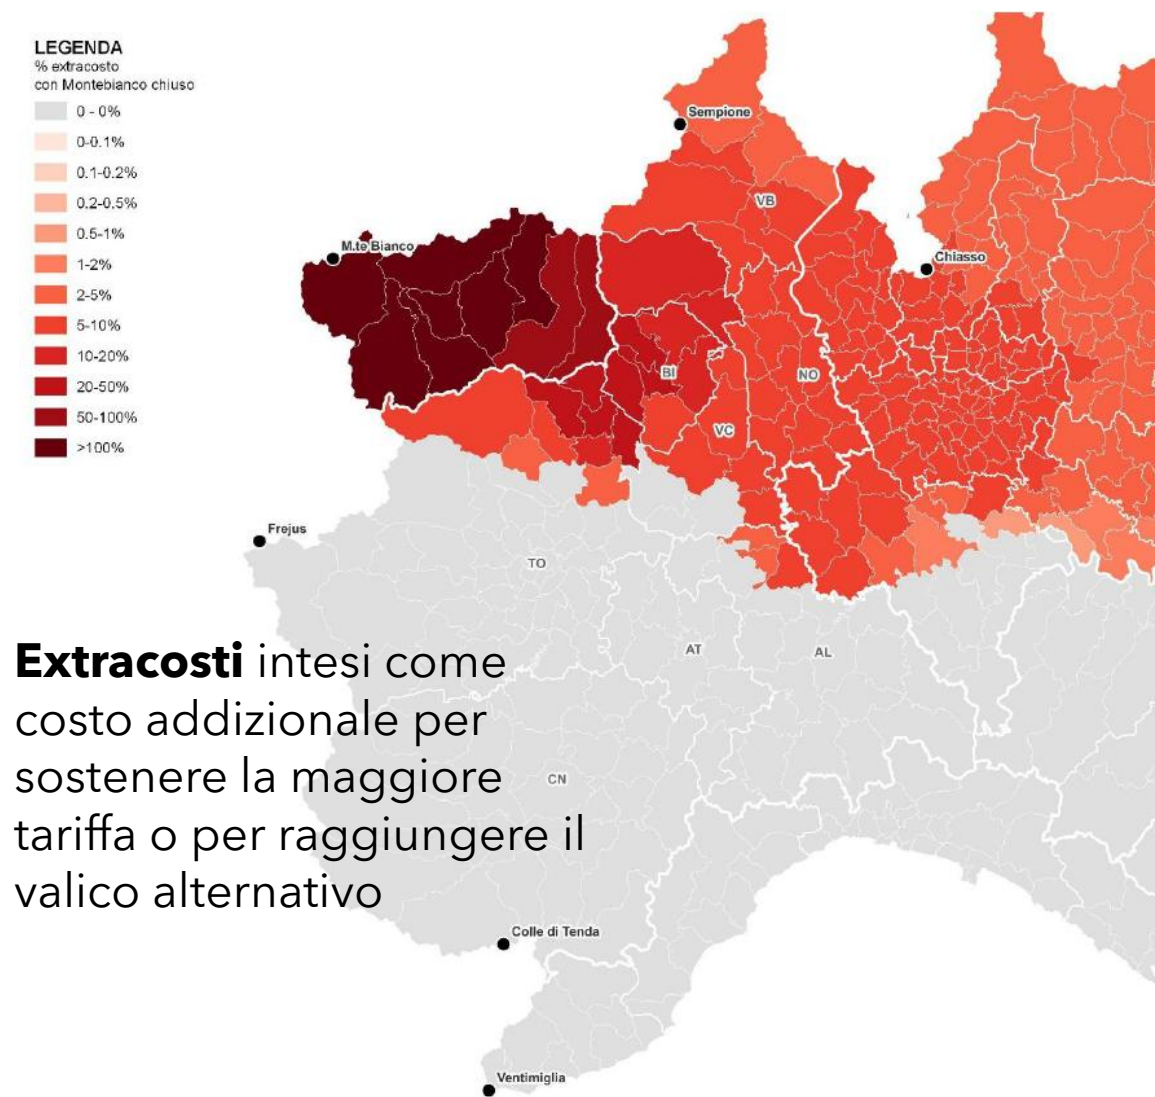 LEGENDA
% extracosto
con Montebianco chiuso
0 - 0%
0-0.1%
0.1-0.2%
0.2-0.5%
0.5-1%
1-2%
2-5%
5-10%
10-20%
20-50%
50-100%
>100%
Sempione
VB
M.te Bianco
Chiasso
BI
NO
VC
Frejus
TO
AT
AL
Extracosti intesi come
costo addizionale per
sostenere la maggiore
tariffa o per raggiungere il
valico alternativo
CN
Colle di Tenda
Ventimiglia